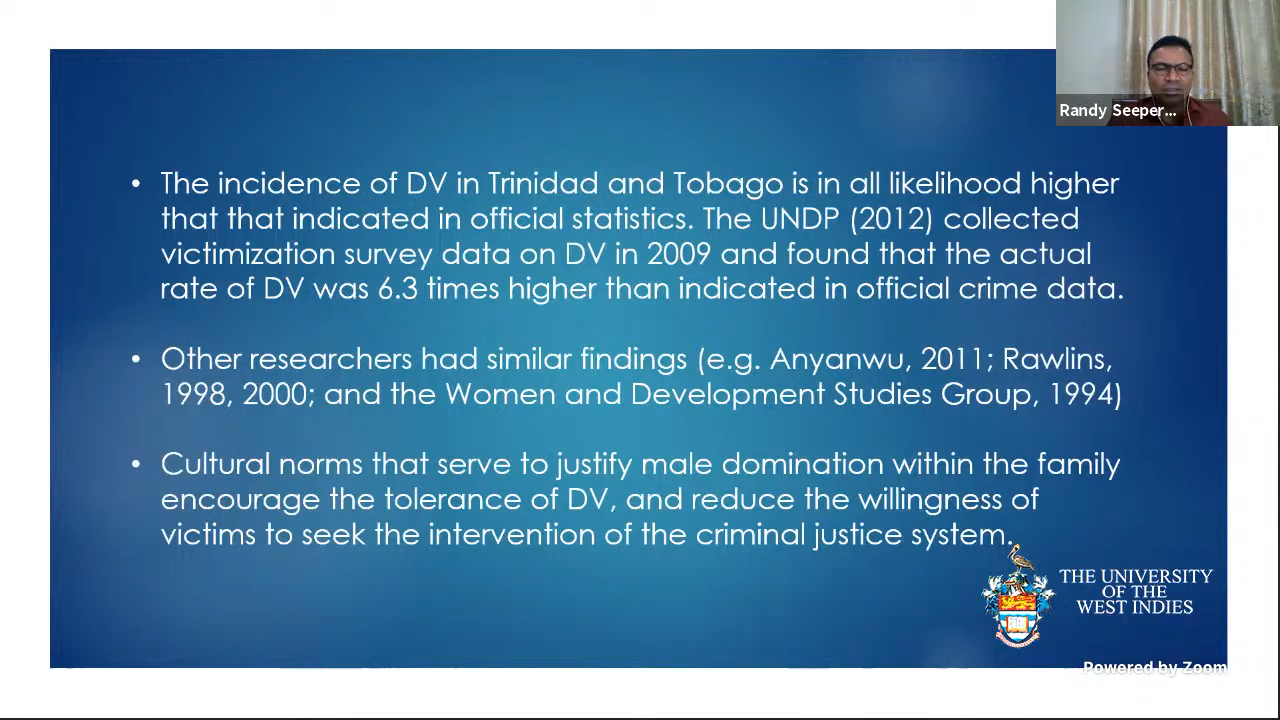 Randy Seeper...
• The incidence of DV in Trinidad and Tobago is in all likelihood higher
that that indicated in official statistics. The UNDP (2012) collected
victimization survey data on DV in 2009 and found that the actual
rate of DV was 6.3 times higher than indicated in official crime data.
• Other researchers had similar findings (e.g. Anyanwu, 2011; Rawlins,
1998, 2000; and the Women and Development Studies Group, 1994)
• Cultural norms that serve to justify male domination within the family
encourage the tolerance of DV, and reduce the willingness of
victims to seek the intervention of the criminal justice system.
THE UNIVERSITY
OF THE
WEST INDIES
Powered by Zoom